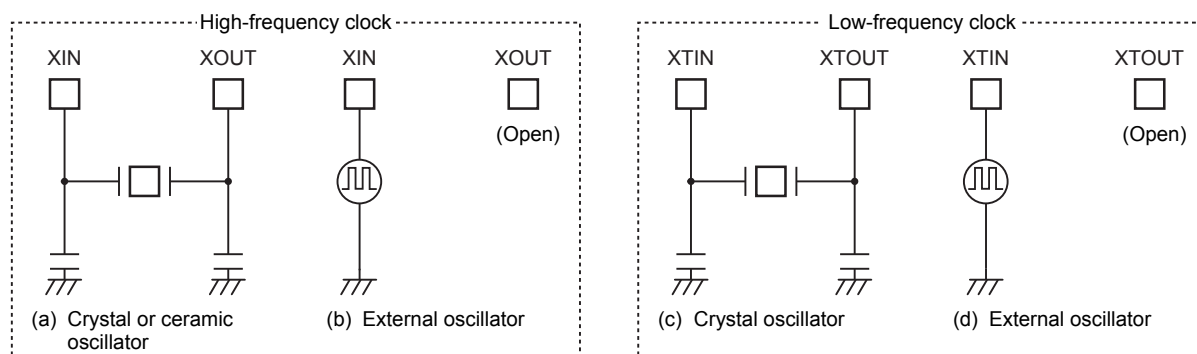 High-frequency clock
XIN XOUT XIN XOUT
(Open)
(a) Crystal or ceramic
oscillator
(b) External oscillator
Low-frequency clock
XTIN XTOUT XTIN XTOUT
(Open)
(c) Crystal oscillator
(d) External oscillator